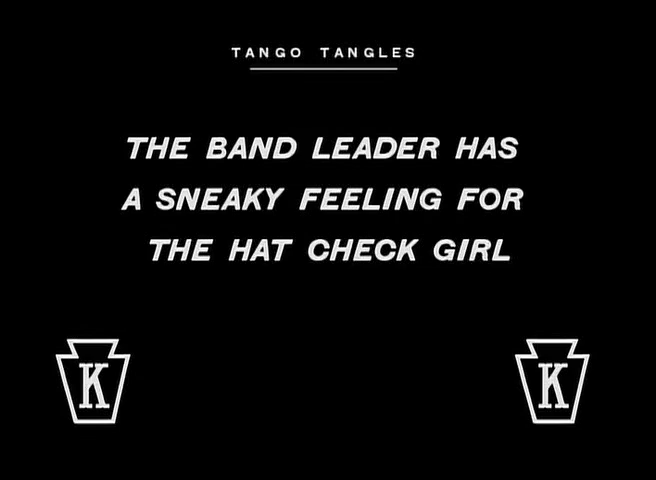 TANGO TANGLES
THE BAND LEADER HAS
A SNEAKY FEELING FOR
THE HAT CHECK GIRL
K K